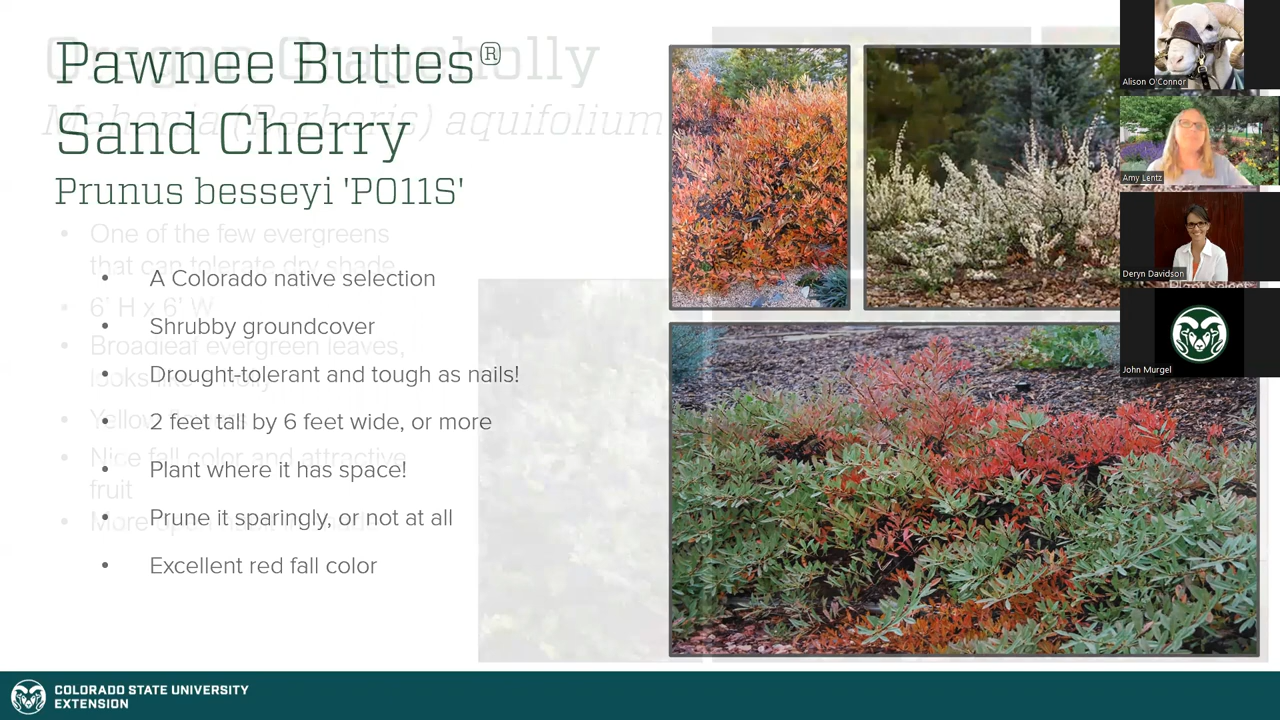 Pawnee Buttes®
Sand Cherry
Prunus besseyi 'P011S'
Mahonia (Berberis) aquifolium
One of the few evergreens
that can tolerate dry shade
6' H x 6' W
Broadleaf evergreen leaves,
looks like holly
Nice fall color and attractive
fruit
• A Colorado native selection
• Shrubby groundcover
• Drought-tolerant and tough as nails!
• 2 feet tall by 6 feet wide, or more
• Plant where it has space!
• Prune it sparingly, or not at all
• Excellent red fall color
Alison O'Connor
Amy Lentz
Deryn Davidson
John Murgel
COLORADO STATE UNIVERSITY
EXTENSION